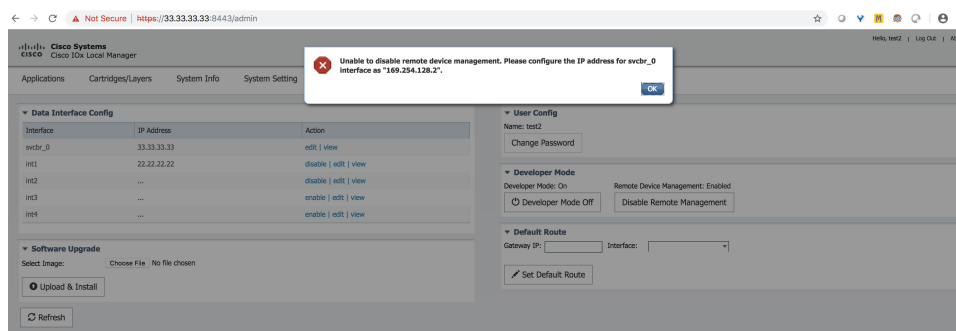 Not Secure | https://33.33.33.33:8443/admin
Hello, test2 | Log Out | Ab
Cisco Systems
CISCO Cisco IOx Local Manager
Unable to disable remote device management. Please configure the IP address for svcbr_0
interface as "169.254.128.2".
OK
Applications Cartridges/Layers System Info System Setting
Data Interface Config
Interface IP Address Action
svcbr_0 33.33.33.33 edit | view
int1 22.22.22.22 disable | edit | view
int2 ... disable | edit | view
int3 ... enable | edit | view
int4 ... enable | edit | view
Software Upgrade
Select Image: Choose File No file chosen
Upload & Install
Refresh
User Config
Name: test2
Change Password
Developer Mode
Developer Mode: On Remote Device Management: Enabled
Developer Mode Off Disable Remote Management
Default Route
Gateway IP: Interface:
Set Default Route